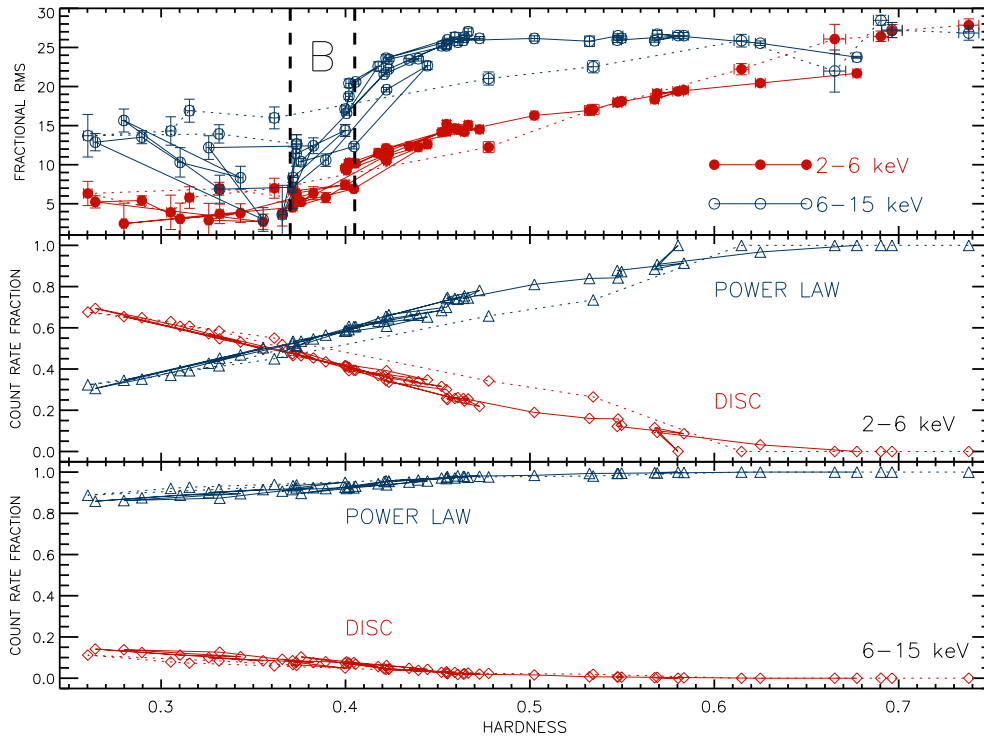 30
25
20
15
10
5
FRACTIONAL RMS
B
2−6 keV
6−15 keV
1.0
0.8
0.6
0.4
0.2
0.0
COUNT RATE FRACTION
POWER LAW
DISC
2−6 keV
1.0
0.8
0.6
0.4
0.2
0.0
COUNT RATE FRACTION
POWER LAW
DISC
6−15 keV
0.3 0.4 0.5 0.6 0.7
HARDNESS